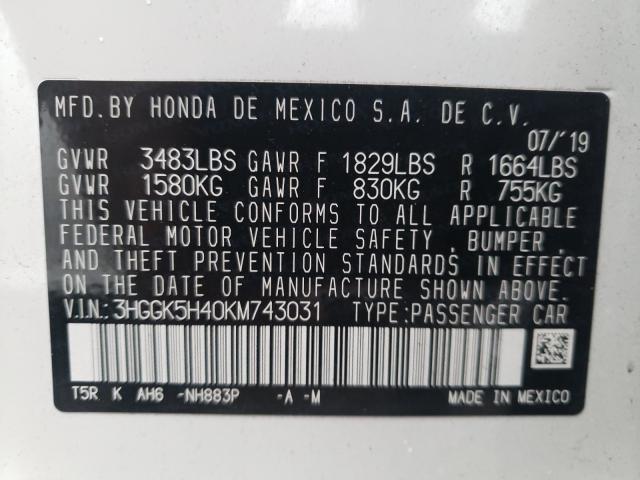 MFD.BY HONDA DE MEXICO S.A. DE C.V.
07/'19
GVWR 3483LBS GAWR F 1829LBS R 1664LBS
GVWR 1580KG GAWR F 830KG R 755KG
THIS VEHICLE CONFORMS TO ALL APPLICABLE
FEDERAL MOTOR VEHICLE SAFETY , BUMPER ,
AND THEFT PREVENTION STANDARDS IN EFFECT
ON THE DATE OF MANUFACTURE SHOWN ABOVE.
V.I.N.: 3HGGK5H40KM743031 TYPE:PASSENGER CAR
T5R K AH6 -NH883P -A -M MADE IN MEXICO